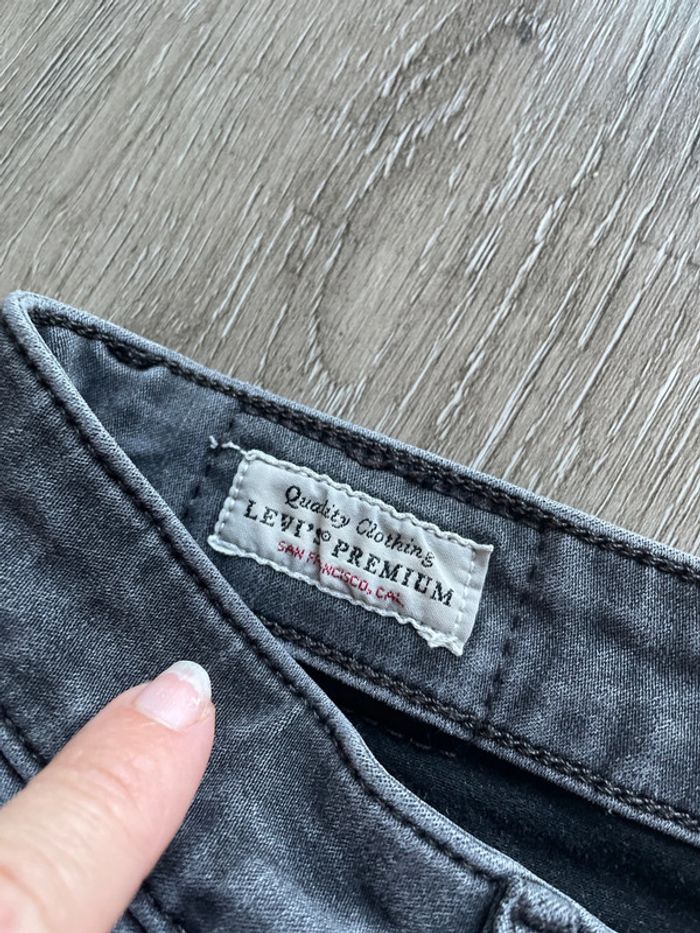 Quality Clothing
LEVI'S® PREMIUM
SAN FRANCISCO, CAL